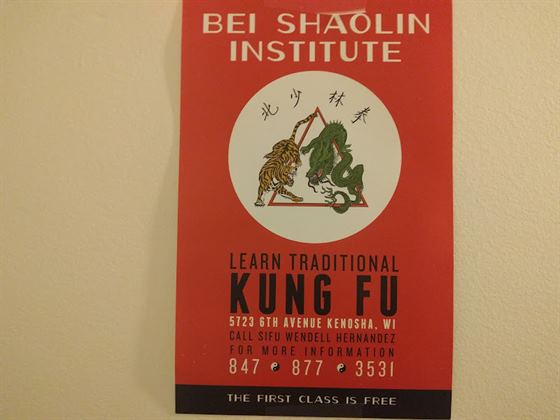 BEI SHAOLIN
INSTITUTE
北少林拳
LEARN TRADITIONAL
KUNG FU
5723 6TH AVENUE KENOSHA, WI
CALL SIFU WENDELL HERNANDEZ
FOR MORE INFORMATION
847 • 877 • 3531
THE FIRST CLASS IS FREE